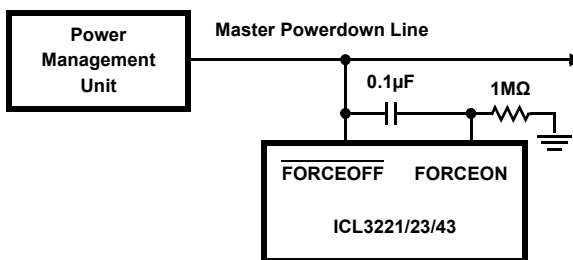 Power
Management
Unit
Master Powerdown Line
0.1µF
1MΩ
FORCEOFF FORCEON
ICL3221/23/43